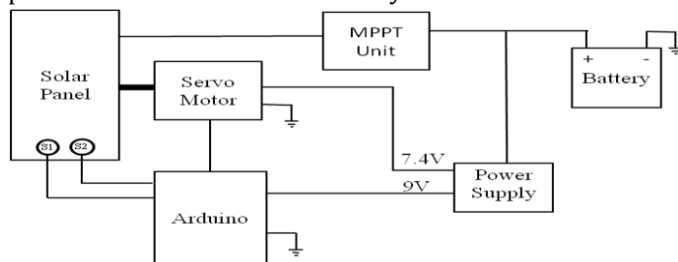 MPPT
Unit
Solar
Panel
Servo
Motor
+ -
Battery
S1 S2
7.4V
9V
Power
Supply
Arduino